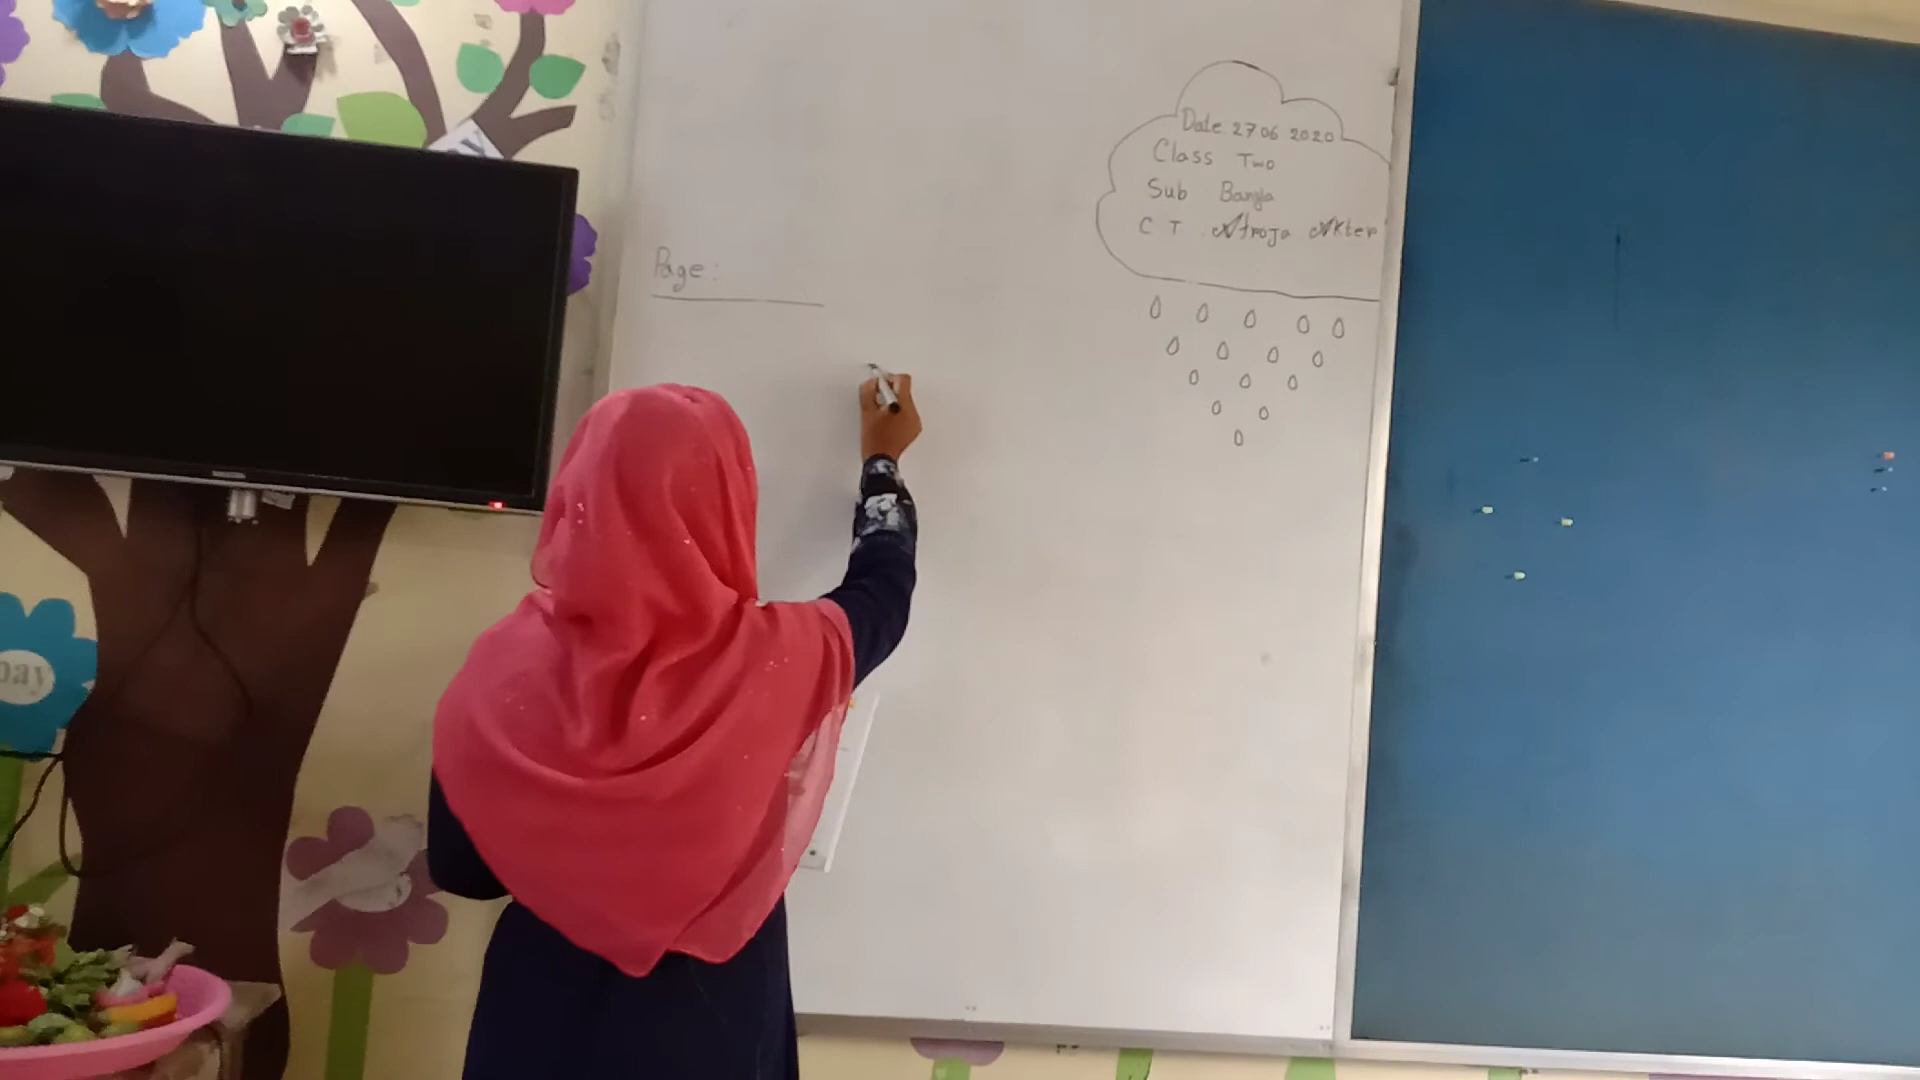 Date 27 06 2020
Class Two
Sub Bangla
C T Afroja Akter
Page: